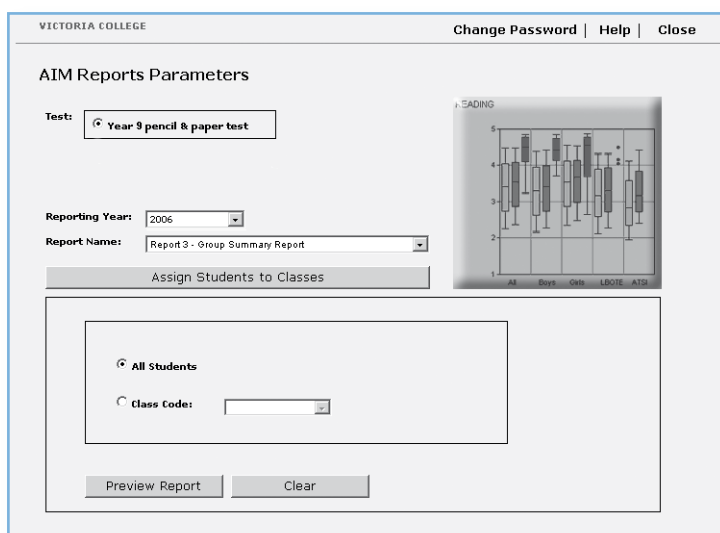 VICTORIA COLLEGE
Change Password | Help | Close
AIM Reports Parameters
Test:
Year 9 pencil & paper test
READING
5
4
3
2
1
All Boys Girls LBOTE ATSI
Reporting Year: 2006
Report Name: Report 3 - Group Summary Report
Assign Students to Classes
All Students
Class Code:
Preview Report Clear